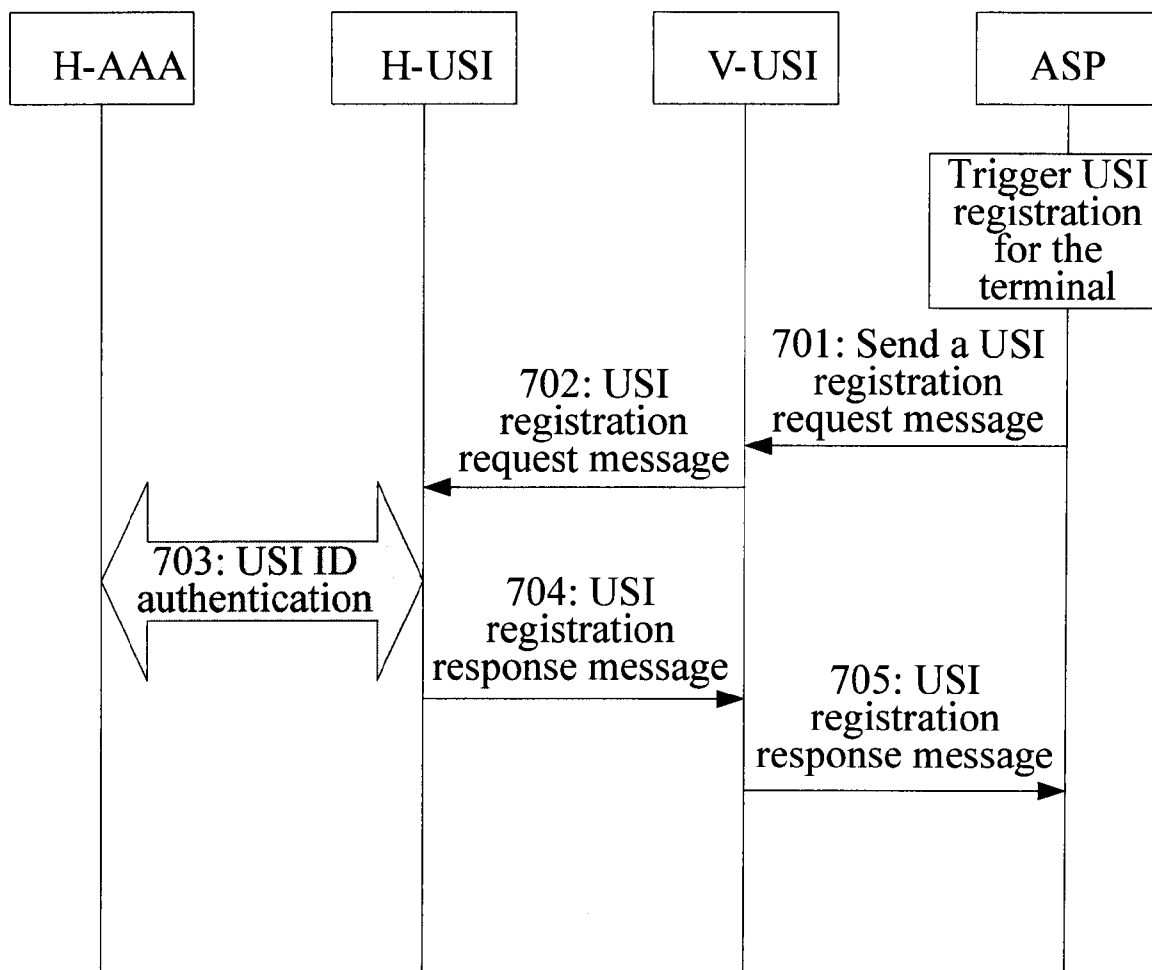 H-AAA
H-USI
V-USI
ASP
Trigger USI
registration
for the
terminal
701: Send a USI
registration
request message
702: USI
registration
request message
703: USI ID
authentication
704: USI
registration
response message
705: USI
registration
response message